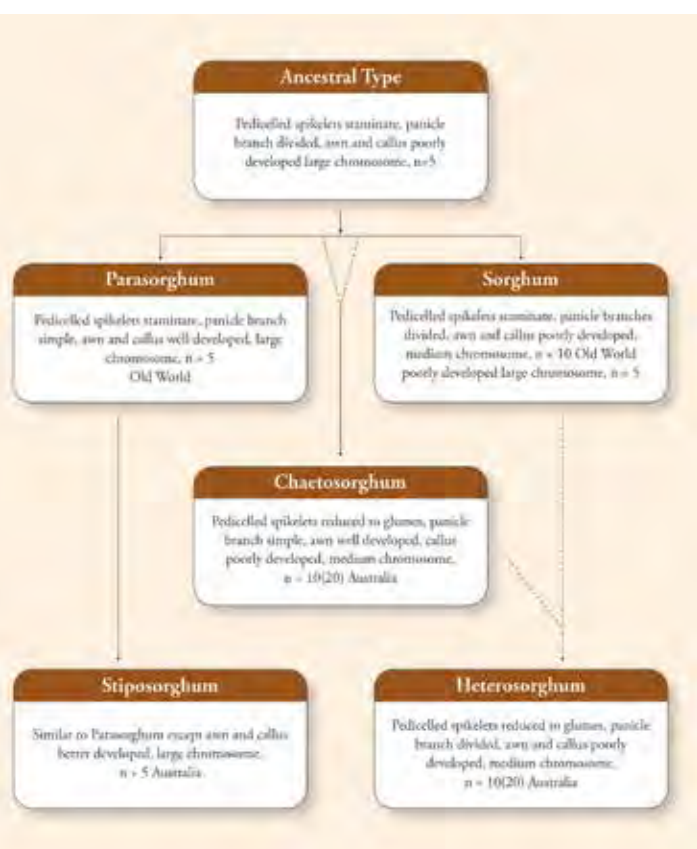 Ancestral Type
Pedicelled spikelets staminate, panicle
branch divided, awn and callus poorly
developed large chromosome, n=5
Parasorghum
Pedicelled spikelets staminate, panicle branch
simple, awn and callus well developed, large
chromosome, n = 5
Old World
Sorghum
Pedicelled spikelets staminate, panicle branches
divided, awn and callus poorly developed,
medium chromosome, n = 10 Old World
poorly developed large chromosome, n = 5
Chaetosorghum
Pedicelled spikelets reduced to glumes, panicle
branch simple, awn well developed, callus
poorly developed, medium chromosome,
n = 10(20) Australia
Stiposorghum
Similar to Parasorghum except awn and callus
better developed, large chromosome,
n = 5 Australia
Heterosorghum
Pedicelled spikelets reduced to glumes, panicle
branch divided, awn and callus poorly
developed, medium chromosome,
n = 10(20) Australia